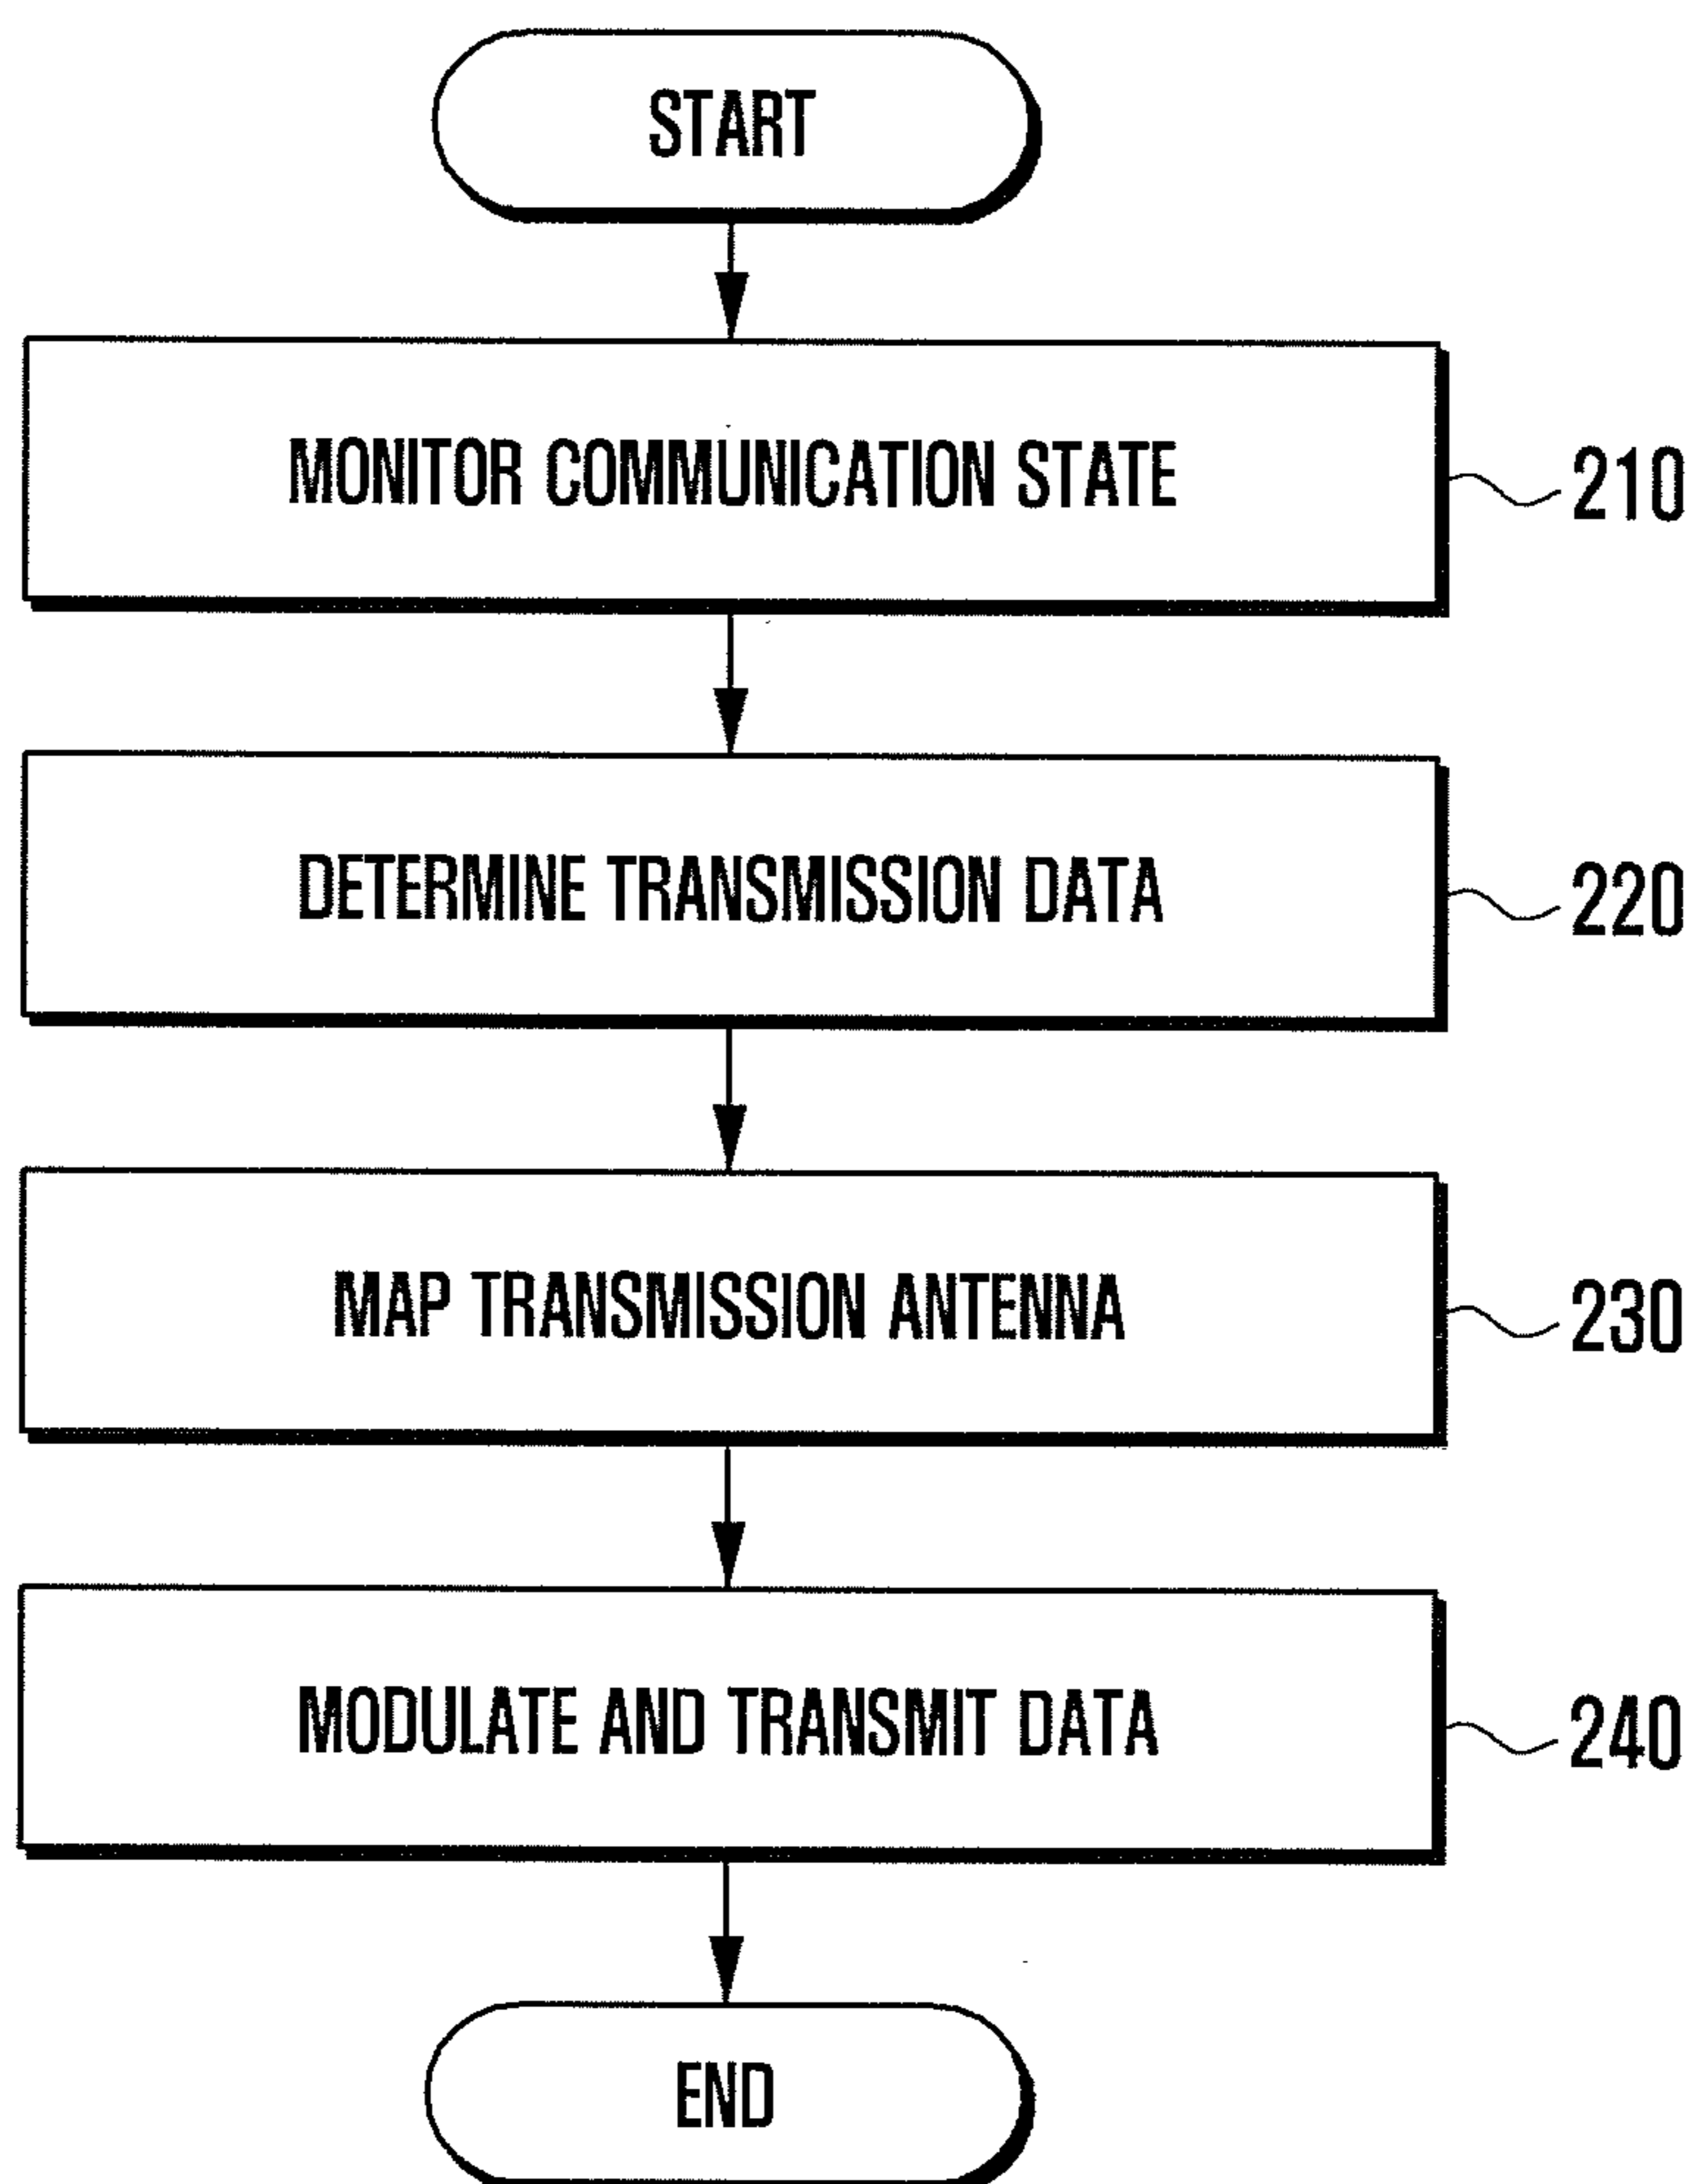 START
MONITOR COMMUNICATION STATE
210
DETERMINE TRANSMISSION DATA
220
MAP TRANSMISSION ANTENNA
230
MODULATE AND TRANSMIT DATA
240
END